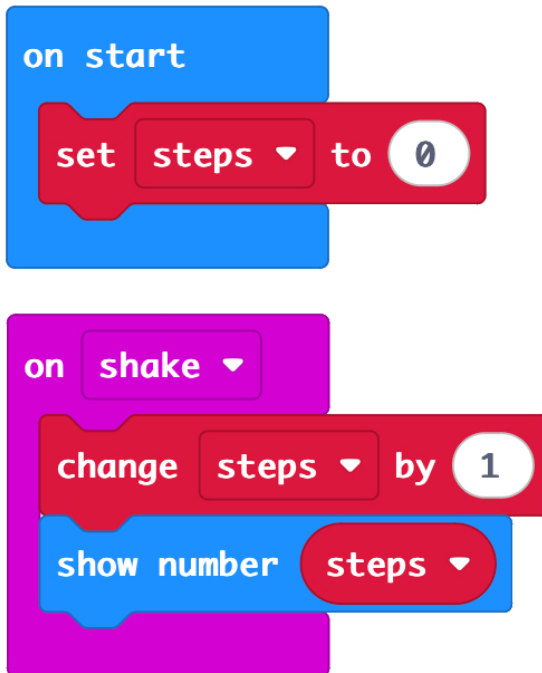 on start
set steps to 0
on shake
change steps by 1
show number steps